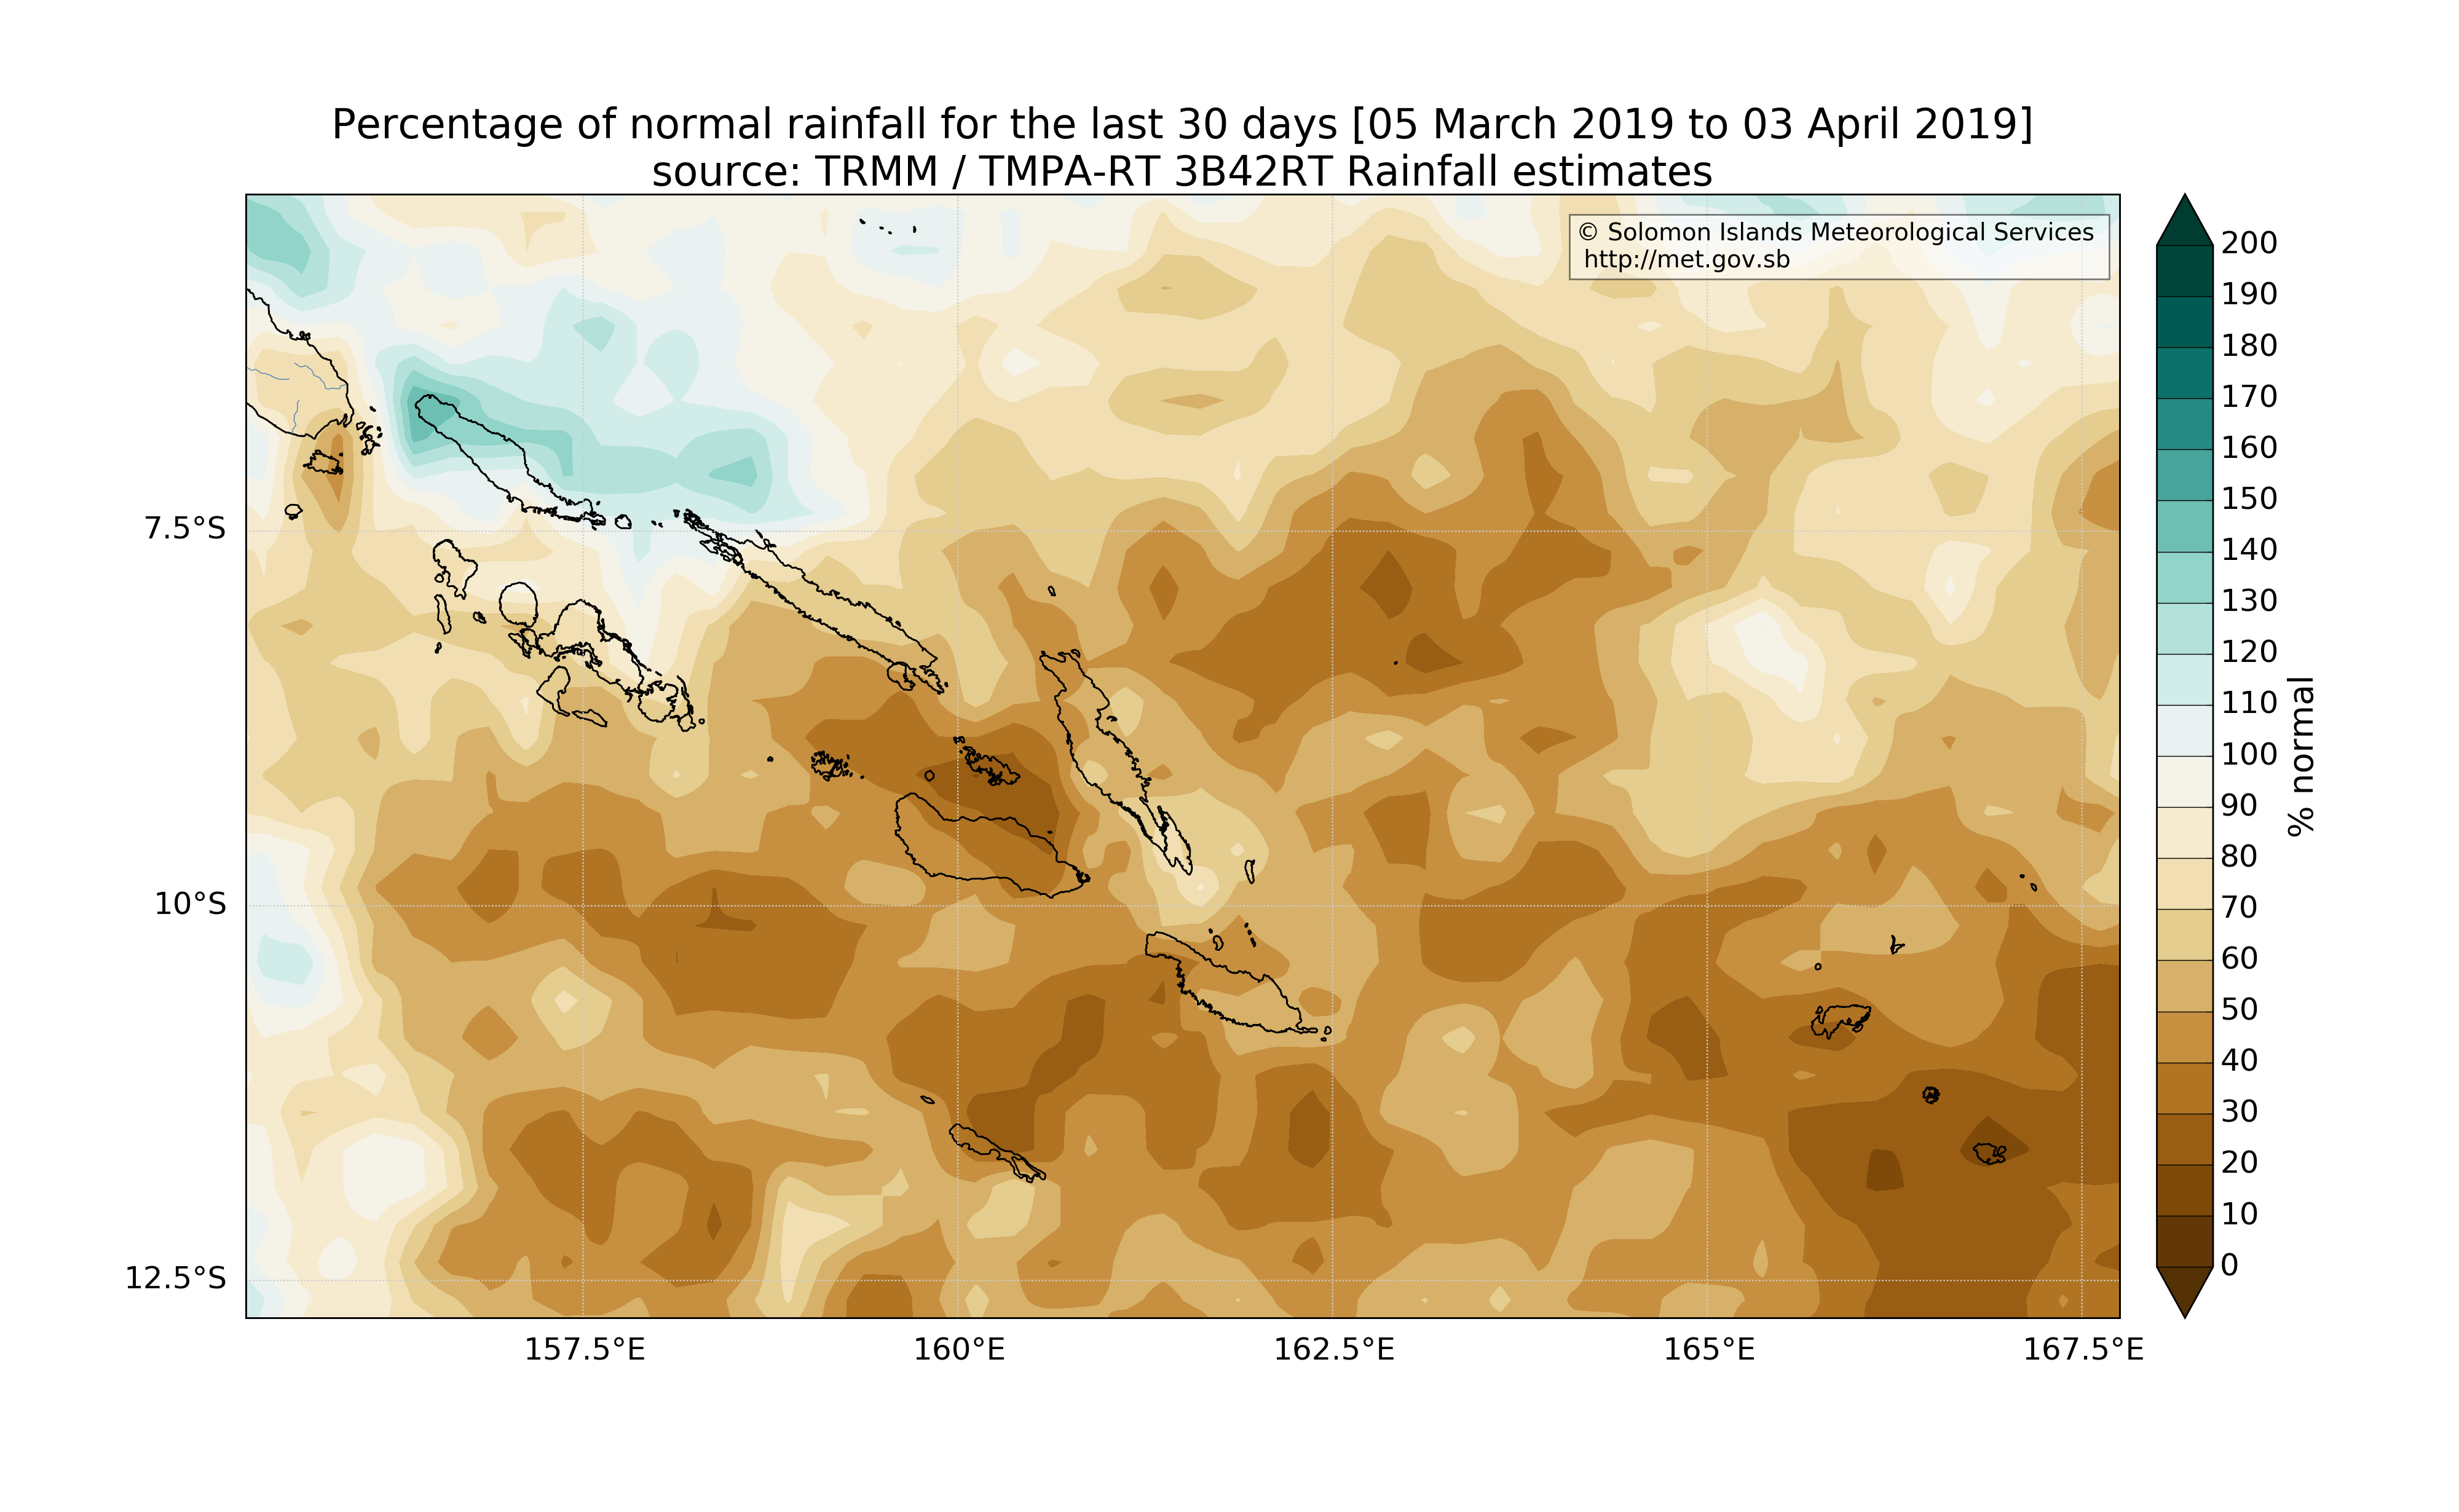 Percentage of normal rainfall for the last 30 days [05 March 2019 to 03 April 2019]
source: TRMM / TMPA-RT 3B42RT Rainfall estimates
© Solomon Islands Meteorological Services
http://met.gov.sb
7.5°S
10°S
12.5°S
157.5°E
160°E
162.5°E
165°E
167.5°E
200
190
180
170
160
150
140
130
120
110
100
90
80
70
60
50
40
30
20
10
0
% normal